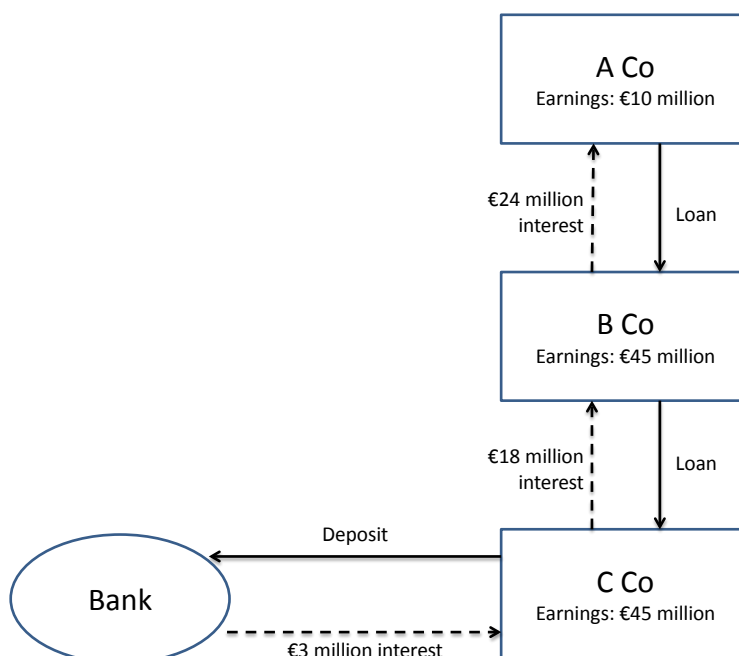 A Co
Earnings: €10 million
€24 million
interest
Loan
B Co
Earnings: €45 million
€18 million
interest
Loan
Deposit
Bank
C Co
Earnings: €45 million
€3 million interest